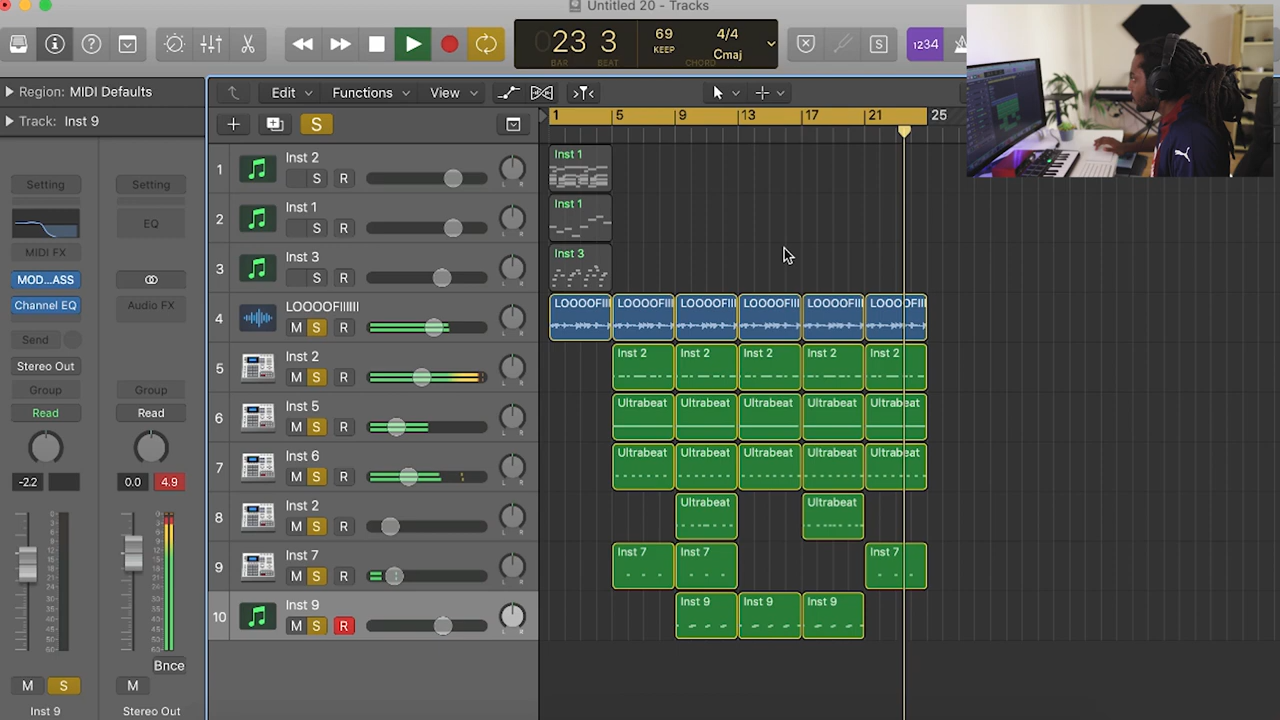 Untitled 20 - Tracks
023 3
BAR BEAT
69
KEEP
4/4
Cmaj
CHORD
S
1234
Region: MIDI Defaults
Track: Inst 9
Edit
Functions
View
S
1 5 9 13 17 21 25
Setting
Setting
EQ
MIDI FX
MOD...ASS
Channel EQ
Audio FX
Send
Stereo Out
Group
Group
Read
Read
-2.2
0.0
4.9
Bnce
M S
M
Inst 9
Stereo Out
1 Inst 2
S R
Inst 1
2 Inst 1
S R
Inst 1
3 Inst 3
S R
Inst 3
4 LOOOOFIIIIII
M S R
LOOOOFIII LOOOOFIII LOOOOFIII LOOOOFIII LOOOOFIII LOOOOFIII
5 Inst 2
M S R
Inst 2 Inst 2 Inst 2 Inst 2 Inst 2
6 Inst 5
M S R
Ultrabeat Ultrabeat Ultrabeat Ultrabeat Ultrabeat
7 Inst 6
M S R
Ultrabeat Ultrabeat Ultrabeat Ultrabeat Ultrabeat
8 Inst 2
M S R
Ultrabeat Ultrabeat
9 Inst 7
M S R
Inst 7 Inst 7 Inst 7
10 Inst 9
M S R
Inst 9 Inst 9 Inst 9